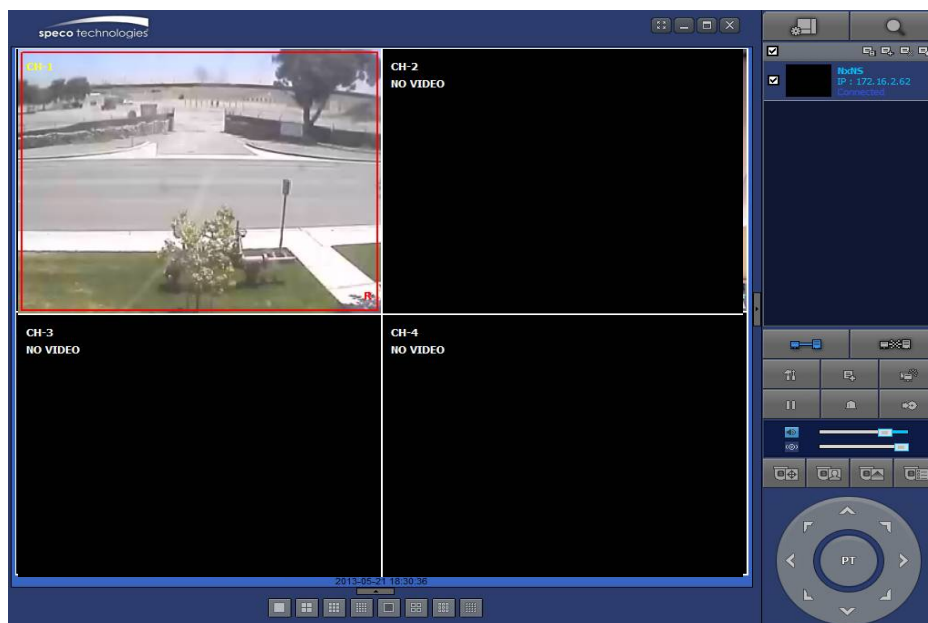 speco technologies
CH-1
CH-2
NO VIDEO
R
CH-3
NO VIDEO
CH-4
NO VIDEO
2013-05-21 18:30:36
NxNS
IP : 172.16.2.62
Connected
PT